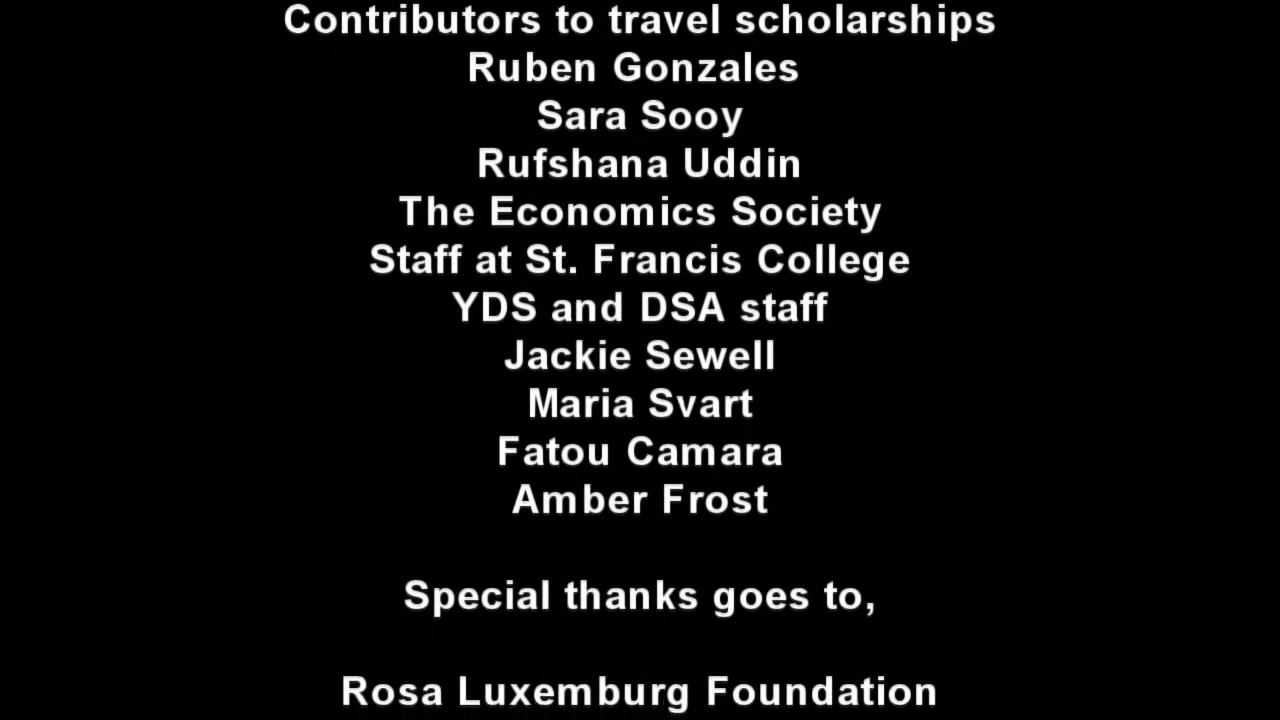 Contributors to travel scholarships
Ruben Gonzales
Sara Sooy
Rufshana Uddin
The Economics Society
Staff at St. Francis College
YDS and DSA staff
Jackie Sewell
Maria Svart
Fatou Camara
Amber Frost
Special thanks goes to,
Rosa Luxemburg Foundation